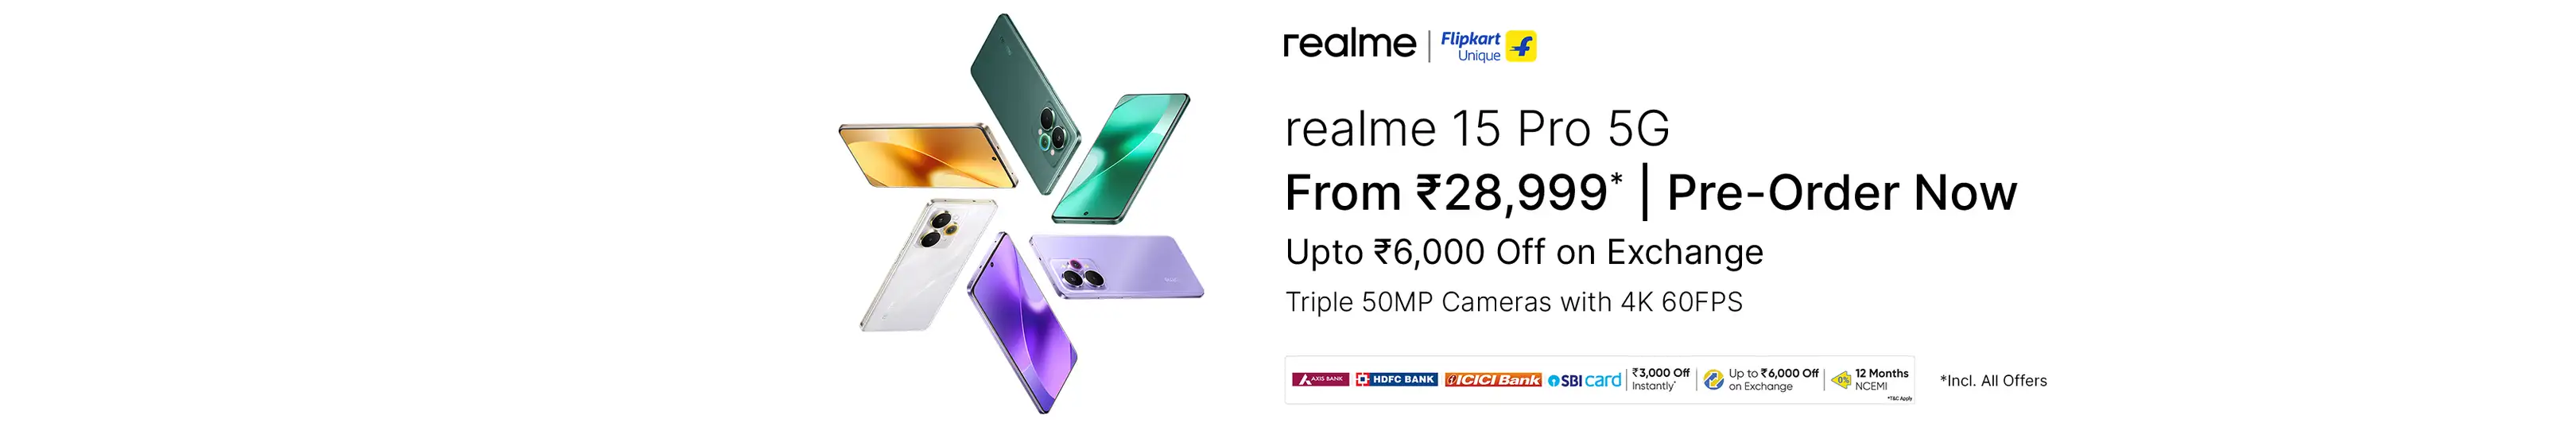 realme | Flipkart
Unique
realme 15 Pro 5G
From ₹28,999* | Pre-Order Now
Upto ₹6,000 Off on Exchange
Triple 50MP Cameras with 4K 60FPS
AXIS BANK HDFC BANK ICICI Bank SBI card
₹3,000 Off
Instantly*
Up to ₹6,000 Off
on Exchange
0% 12 Months
NCEMI
*T&C Apply
*Incl. All Offers